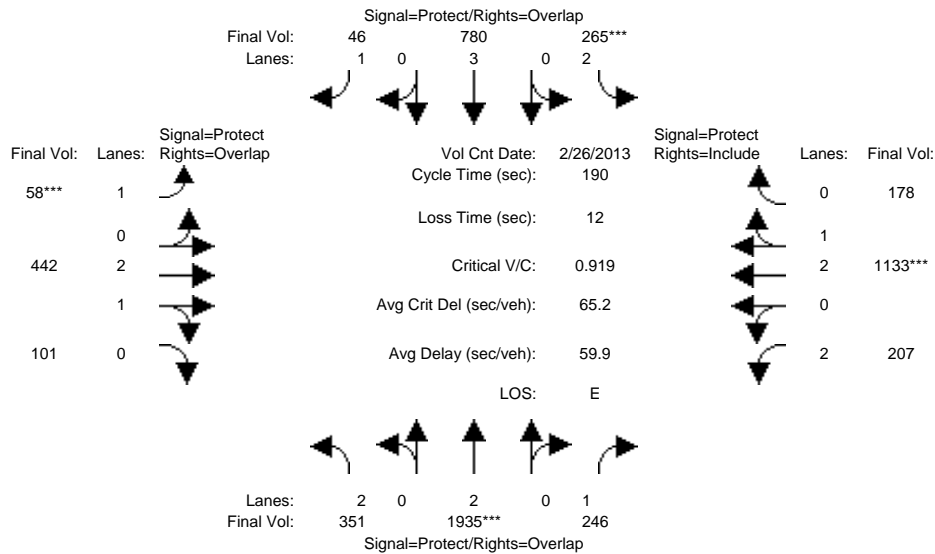 Signal=Protect/Rights=Overlap
Final Vol: 46 780 265***
Lanes: 1 0 3 0 2
Signal=Protect Signal=Protect
Final Vol: Lanes: Rights=Overlap Vol Cnt Date: 2/26/2013 Rights=Include Lanes: Final Vol:
Cycle Time (sec): 190
58*** 1 0 178
Loss Time (sec): 12
0 1
442 2 Critical V/C: 0.919 2 1133***
1 Avg Crit Del (sec/veh): 65.2 0
101 0 Avg Delay (sec/veh): 59.9 2 207
LOS: E
Lanes: 2 0 2 0 1
Final Vol: 351 1935*** 246
Signal=Protect/Rights=Overlap